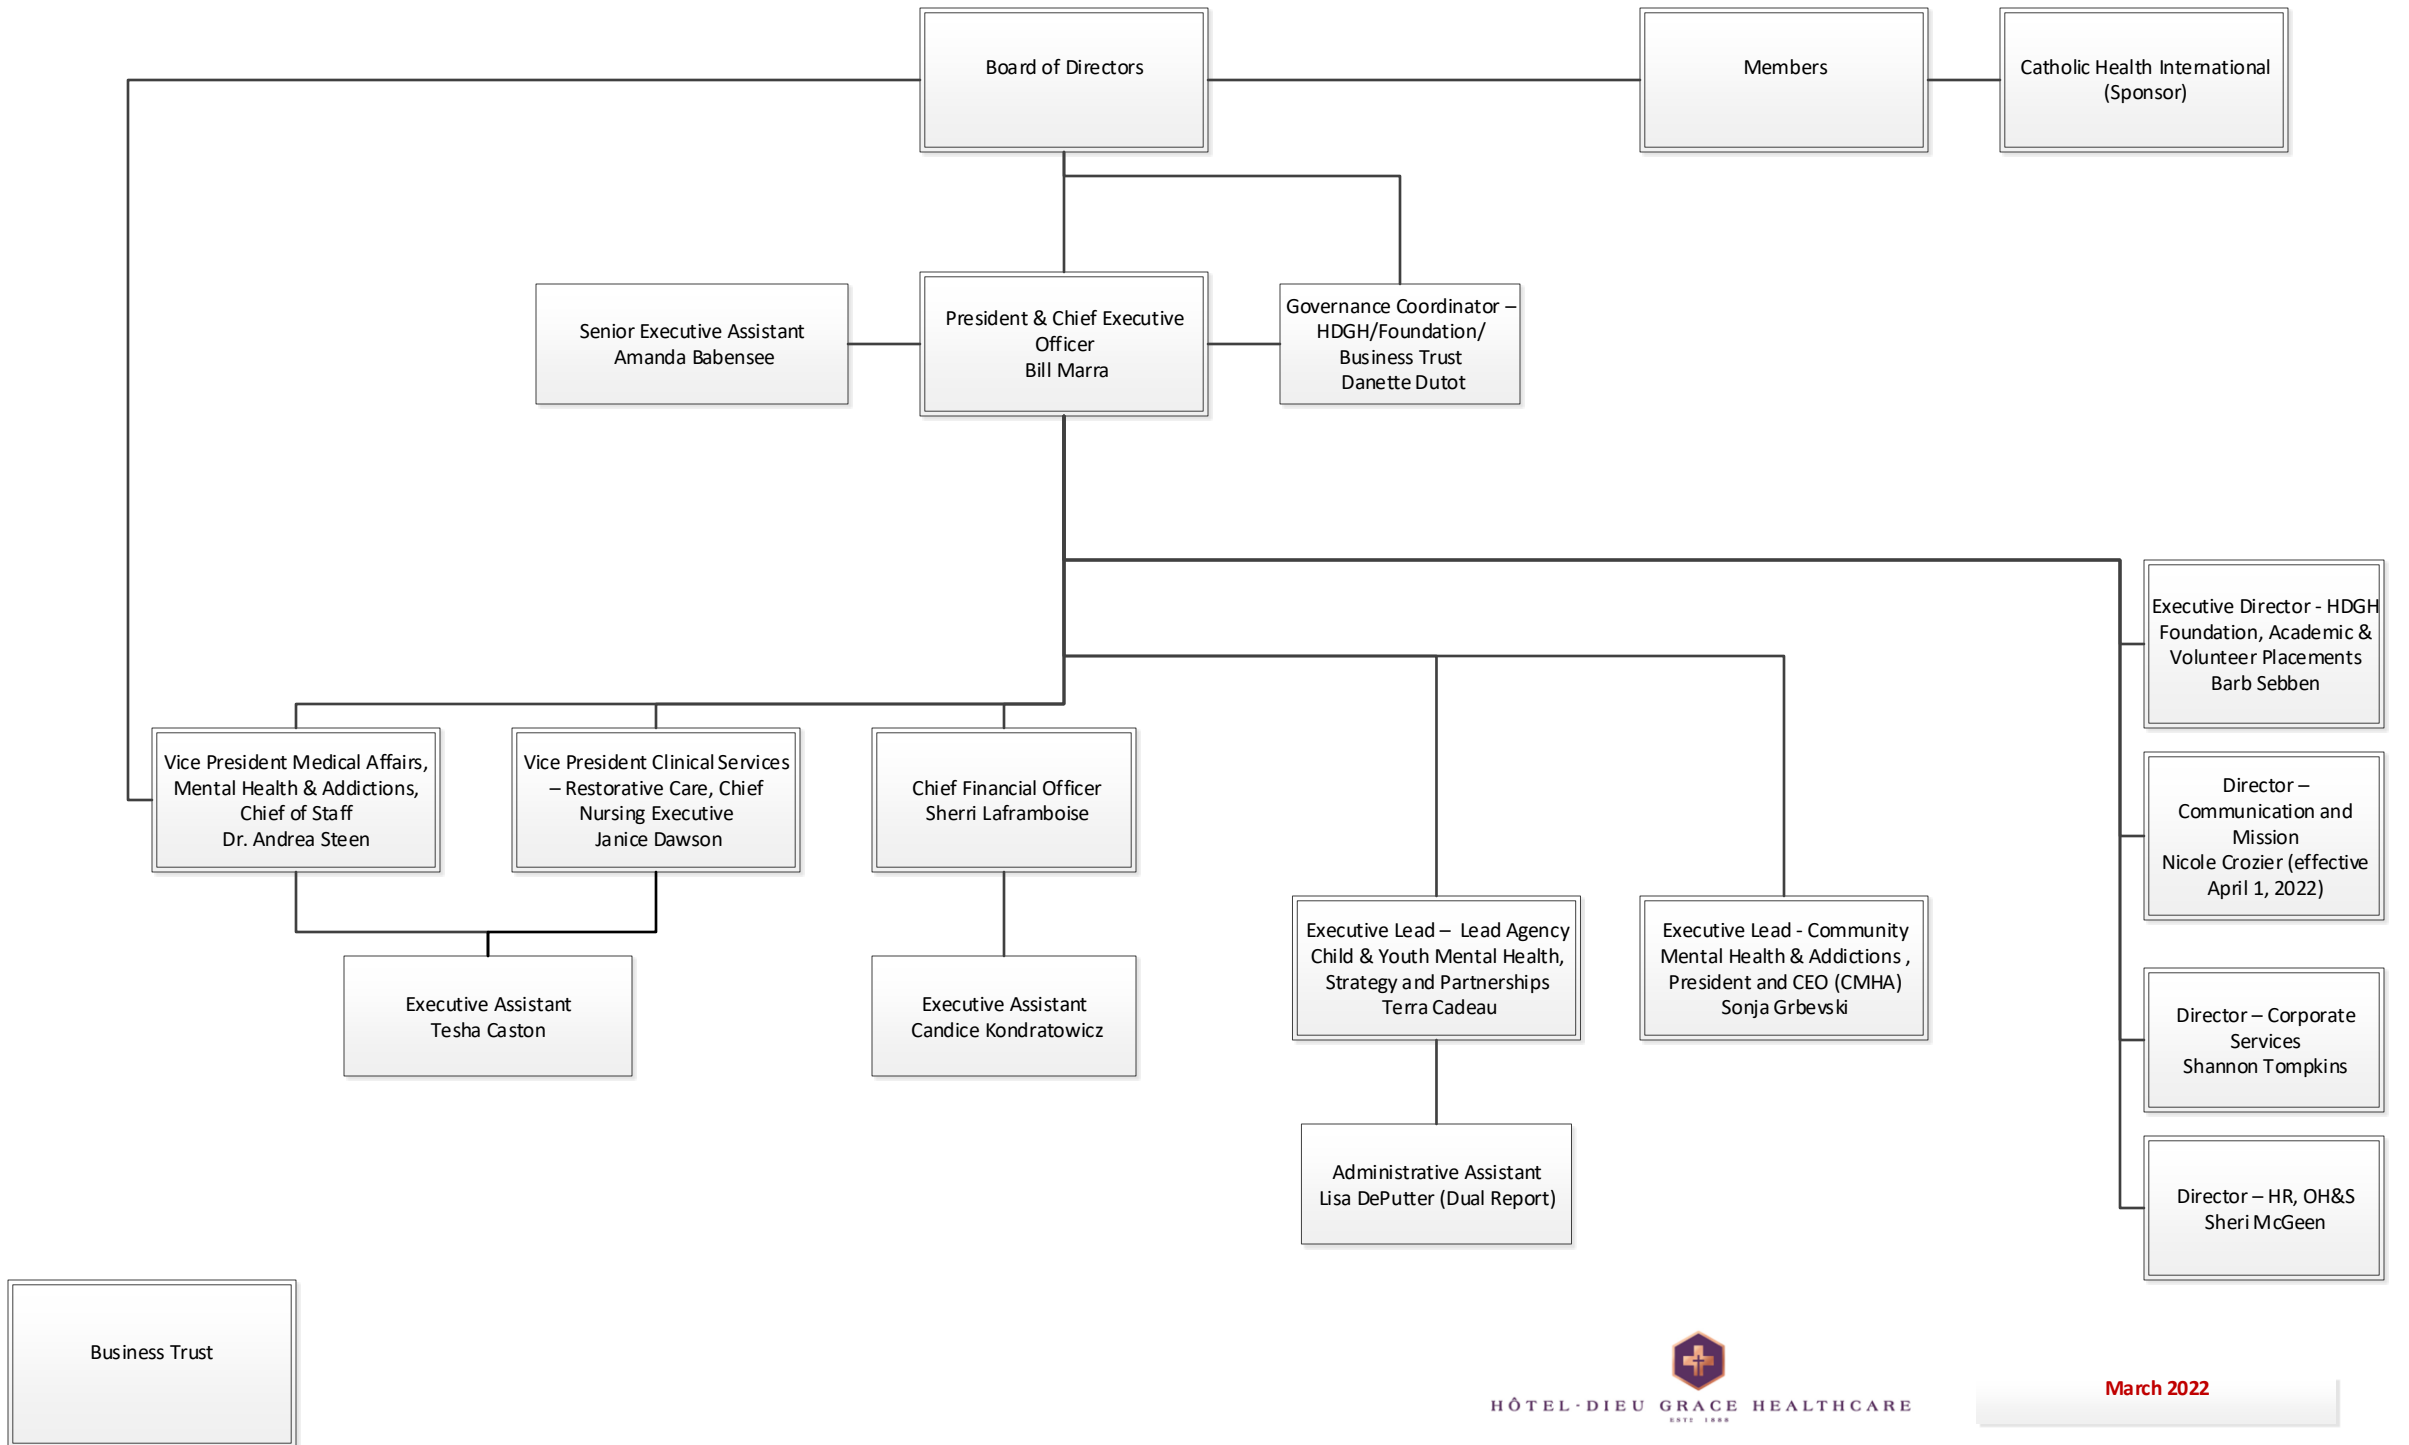 Board of Directors
Members
Catholic Health International
(Sponsor)
Senior Executive Assistant
Amanda Babensee
President & Chief Executive
Officer
Bill Marra
Governance Coordinator –
HDGH/Foundation/
Business Trust
Danette Dutot
Executive Director - HDGH
Foundation, Academic &
Volunteer Placements
Barb Sebben
Vice President Medical Affairs,
Mental Health & Addictions,
Chief of Staff
Dr. Andrea Steen
Vice President Clinical Services
– Restorative Care, Chief
Nursing Executive
Janice Dawson
Chief Financial Officer
Sherri Laframboise
Director –
Communication and
Mission
Nicole Crozier (effective
April 1, 2022)
Executive Lead – Lead Agency
Child & Youth Mental Health,
Strategy and Partnerships
Terra Cadeau
Executive Lead - Community
Mental Health & Addictions ,
President and CEO (CMHA)
Sonja Grbevski
Executive Assistant
Tesha Caston
Executive Assistant
Candice Kondratowicz
Director – Corporate
Services
Shannon Tompkins
Administrative Assistant
Lisa DePutter (Dual Report)
Director – HR, OH&S
Sheri McGeen
Business Trust
HÔTEL-DIEU GRACE HEALTHCARE
ESTD 1888
March 2022